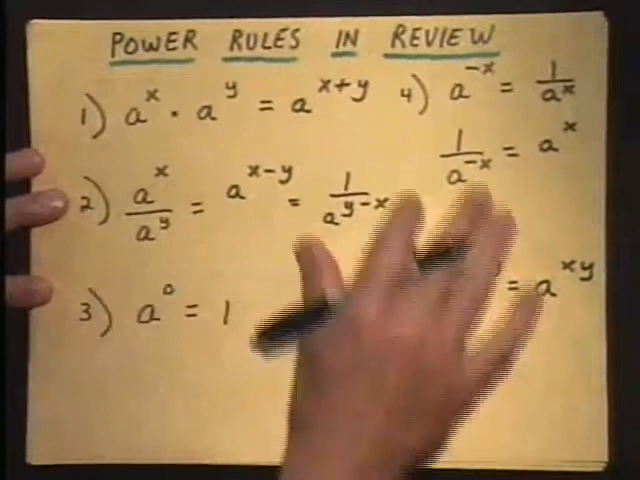 POWER RULES IN REVIEW
1) a^x · a^y = a^(x+y)
2) a^x/a^y = a^(x-y) = 1/a^(y-x)
3) a^0 = 1
4) a^-x = 1/a^x
1/a^-x = a^x
= a^(xy)